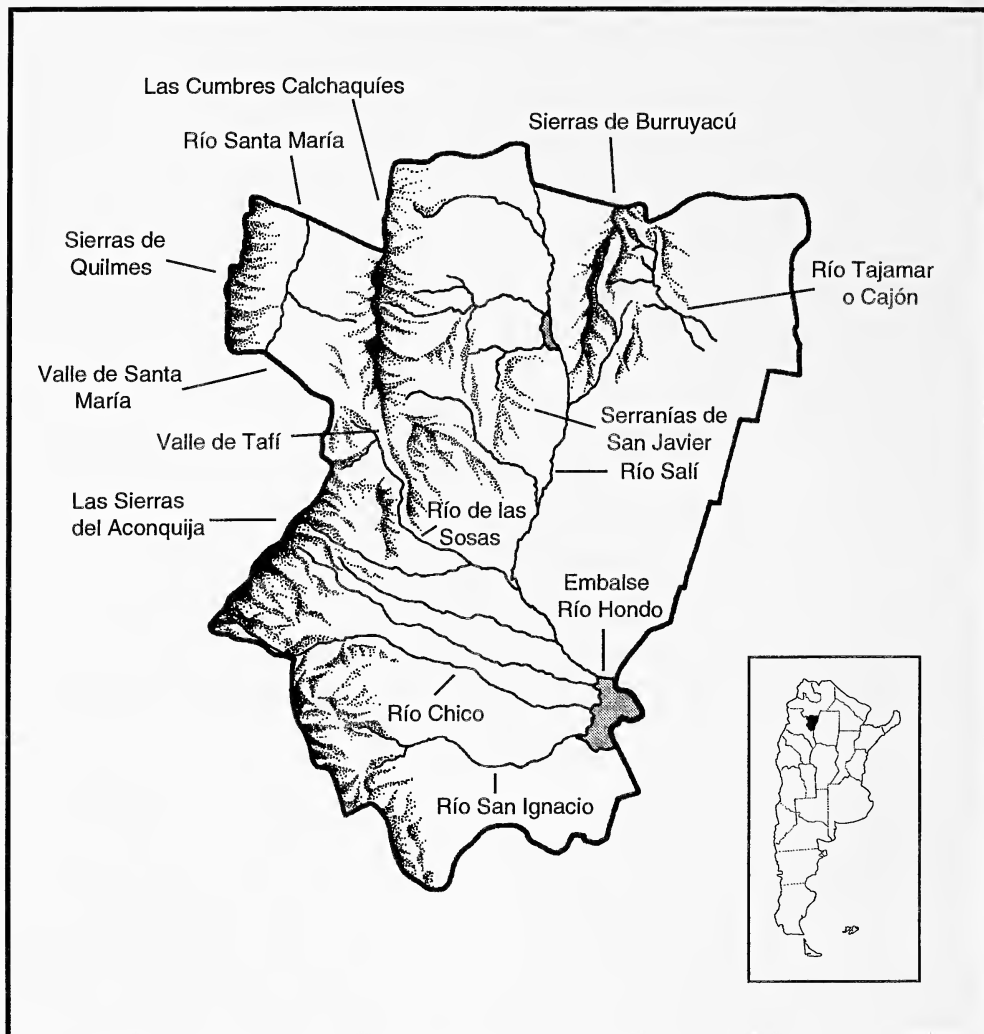 Las Cumbres Calchaquíes
Río Santa María
Sierras de Burruyacú
Sierras de
Quilmes
Río Tajamar
o Cajón
Valle de Santa
María
Valle de Tafí
Serranías de
San Javier
Río Salí
Las Sierras
del Aconquija
Río de las
Sosas
Embalse
Río Hondo
Río Chico
Río San Ignacio